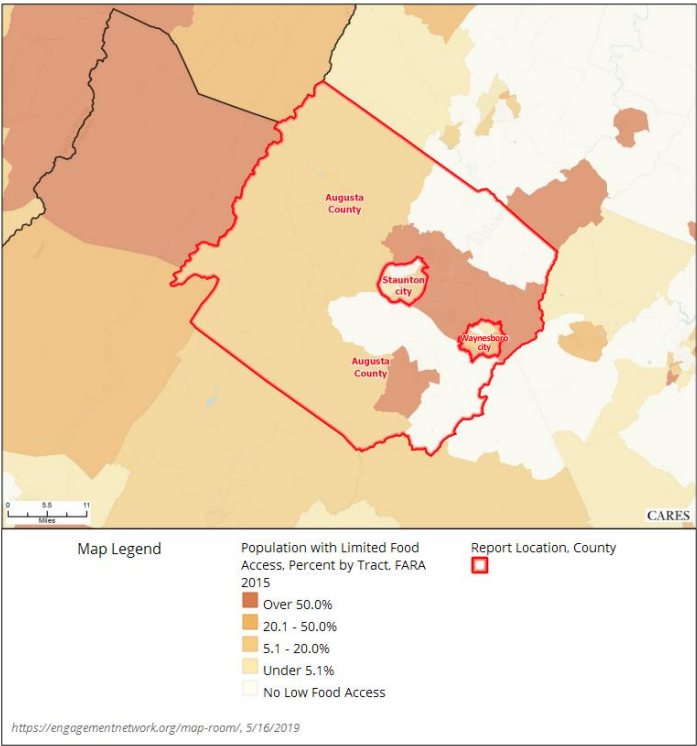 Augusta
County
Staunton
city
Waynesboro
city
Augusta
County
0 5.5 11
Miles
CARES
Map Legend
Population with Limited Food
Access, Percent by Tract, FARA
2015
Over 50.0%
20.1 - 50.0%
5.1 - 20.0%
Under 5.1%
No Low Food Access
Report Location, County
https://engagementnetwork.org/map-room/, 5/16/2019